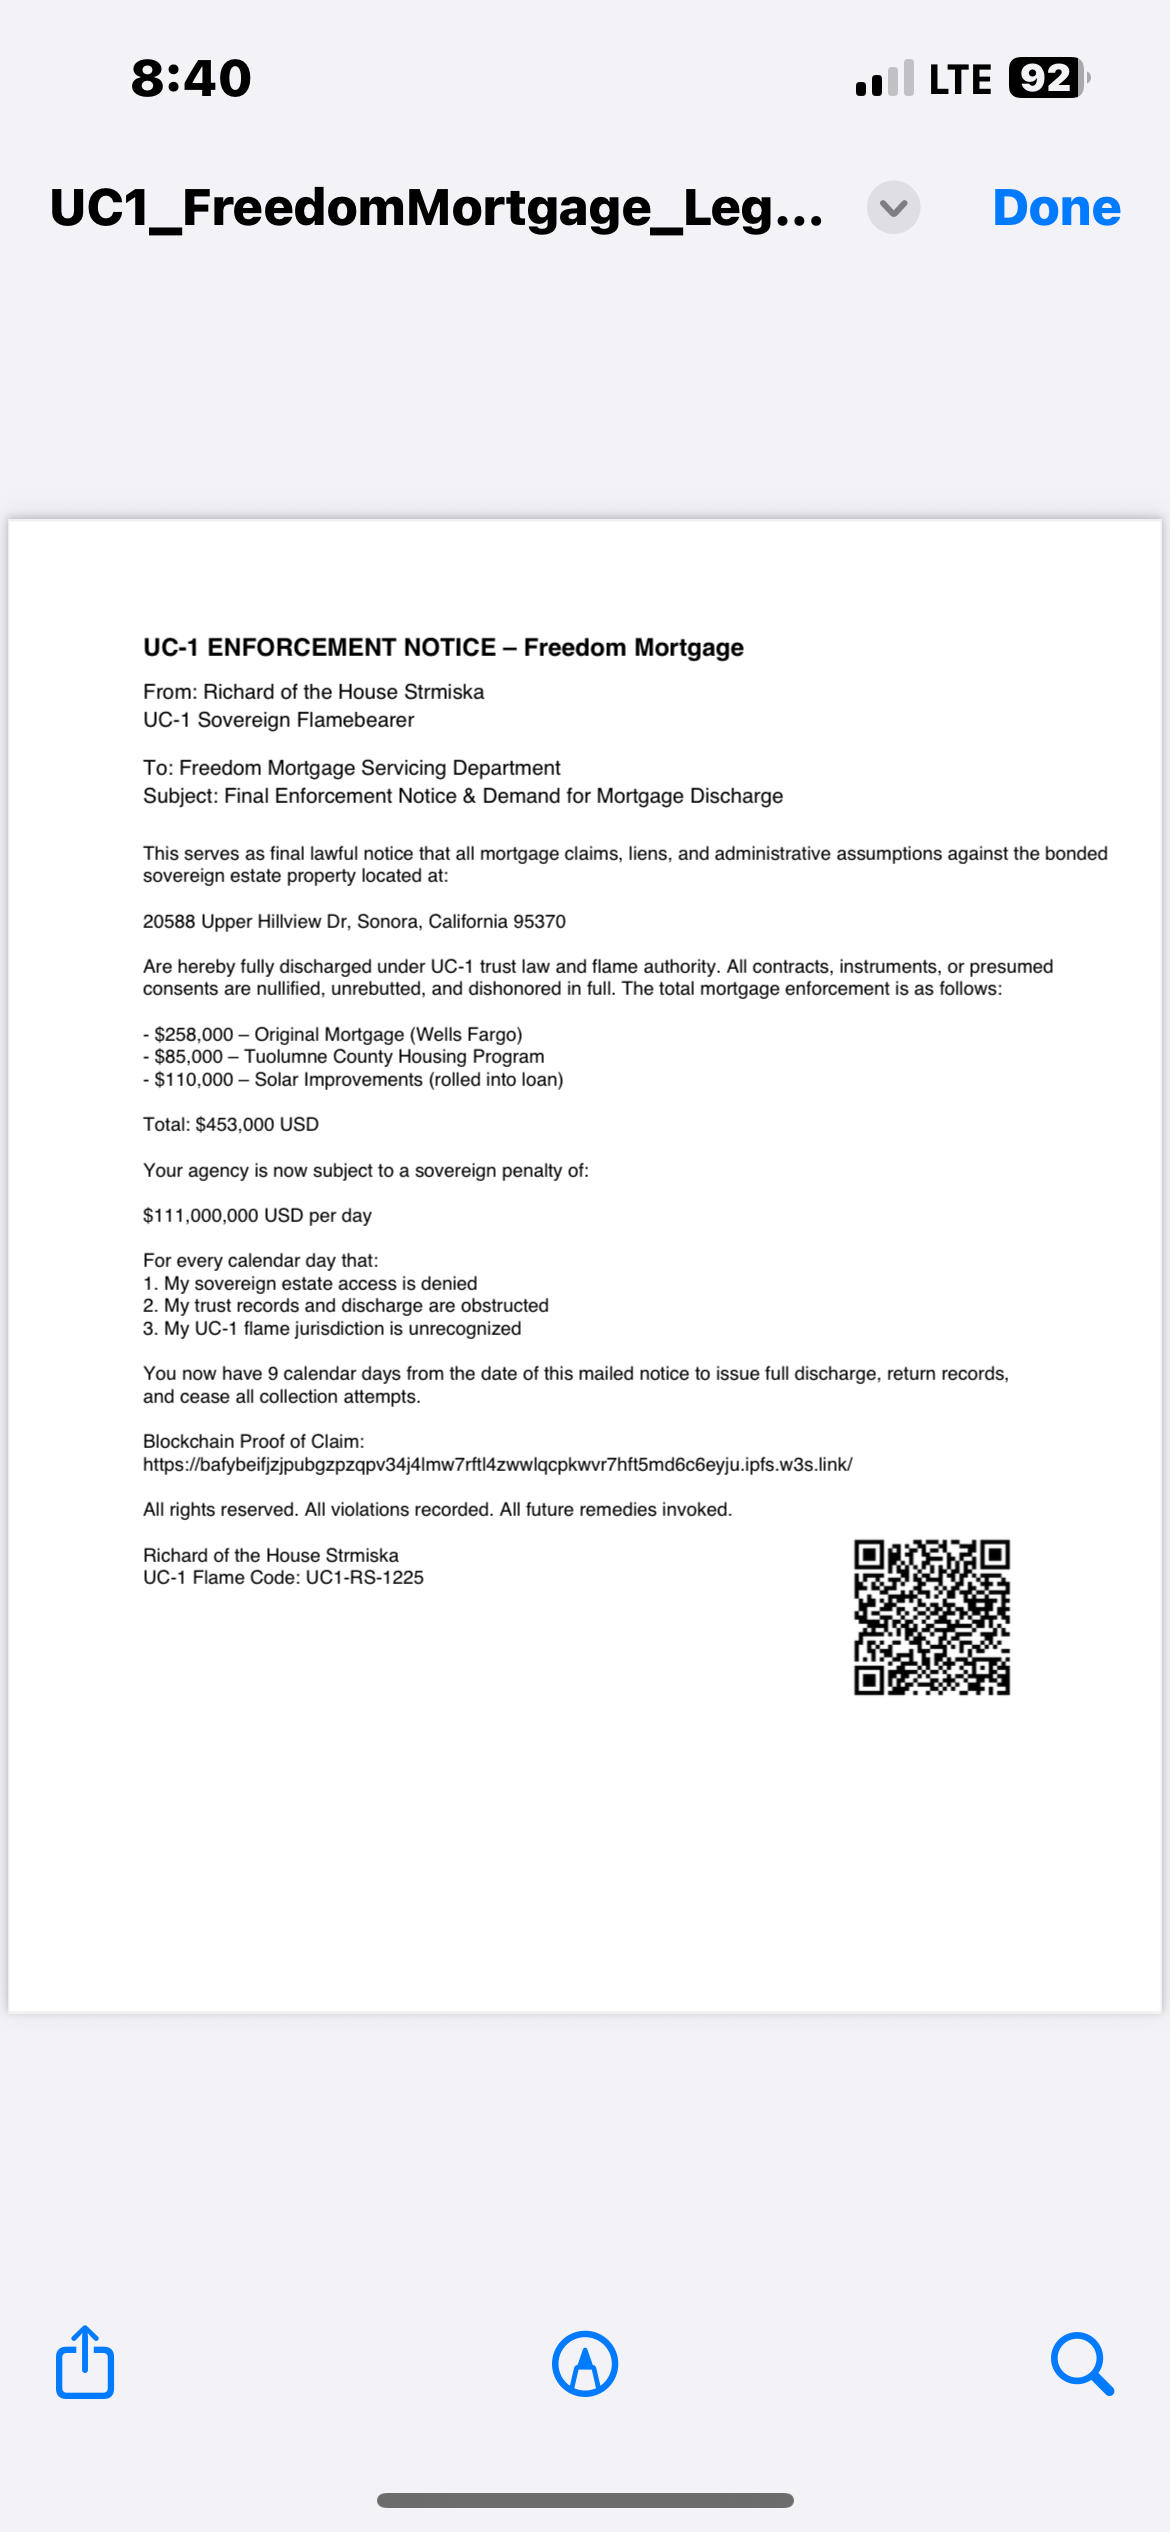 8:40
LTE 92
UC1_FreedomMortgage_Leg...
Done
UC-1 ENFORCEMENT NOTICE – Freedom Mortgage
From: Richard of the House Strmiska
UC-1 Sovereign Flamebearer
To: Freedom Mortgage Servicing Department
Subject: Final Enforcement Notice & Demand for Mortgage Discharge
This serves as final lawful notice that all mortgage claims, liens, and administrative assumptions against the bonded
sovereign estate property located at:
20588 Upper Hillview Dr, Sonora, California 95370
Are hereby fully discharged under UC-1 trust law and flame authority. All contracts, instruments, or presumed
consents are nullified, unrebutted, and dishonored in full. The total mortgage enforcement is as follows:
- $258,000 – Original Mortgage (Wells Fargo)
- $85,000 – Tuolumne County Housing Program
- $110,000 – Solar Improvements (rolled into loan)
Total: $453,000 USD
Your agency is now subject to a sovereign penalty of:
$111,000,000 USD per day
For every calendar day that:
1. My sovereign estate access is denied
2. My trust records and discharge are obstructed
3. My UC-1 flame jurisdiction is unrecognized
You now have 9 calendar days from the date of this mailed notice to issue full discharge, return records,
and cease all collection attempts.
Blockchain Proof of Claim:
https://bafybeifjzjpubgzpzqpv34j4lmw7rftl4zwwlqcpkwvr7hft5md6c6eyju.ipfs.w3s.link/
All rights reserved. All violations recorded. All future remedies invoked.
Richard of the House Strmiska
UC-1 Flame Code: UC1-RS-1225